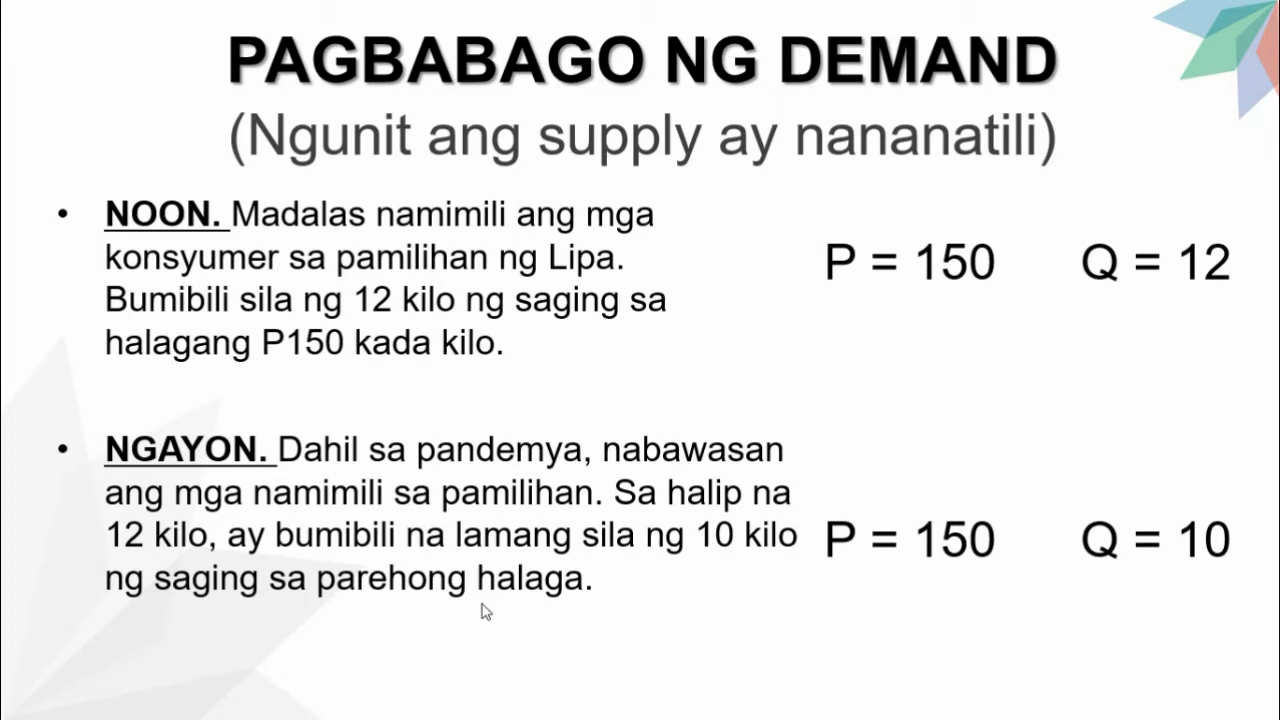 PAGBABAGO NG DEMAND
(Ngunit ang supply ay nananatili)
• NOON. Madalas namimili ang mga
konsyumer sa pamilihan ng Lipa.
Bumibili sila ng 12 kilo ng saging sa
halagang P150 kada kilo.
P = 150 Q = 12
• NGAYON. Dahil sa pandemya, nabawasan
ang mga namimili sa pamilihan. Sa halip na
12 kilo, ay bumibili na lamang sila ng 10 kilo
ng saging sa parehong halaga.
P = 150 Q = 10